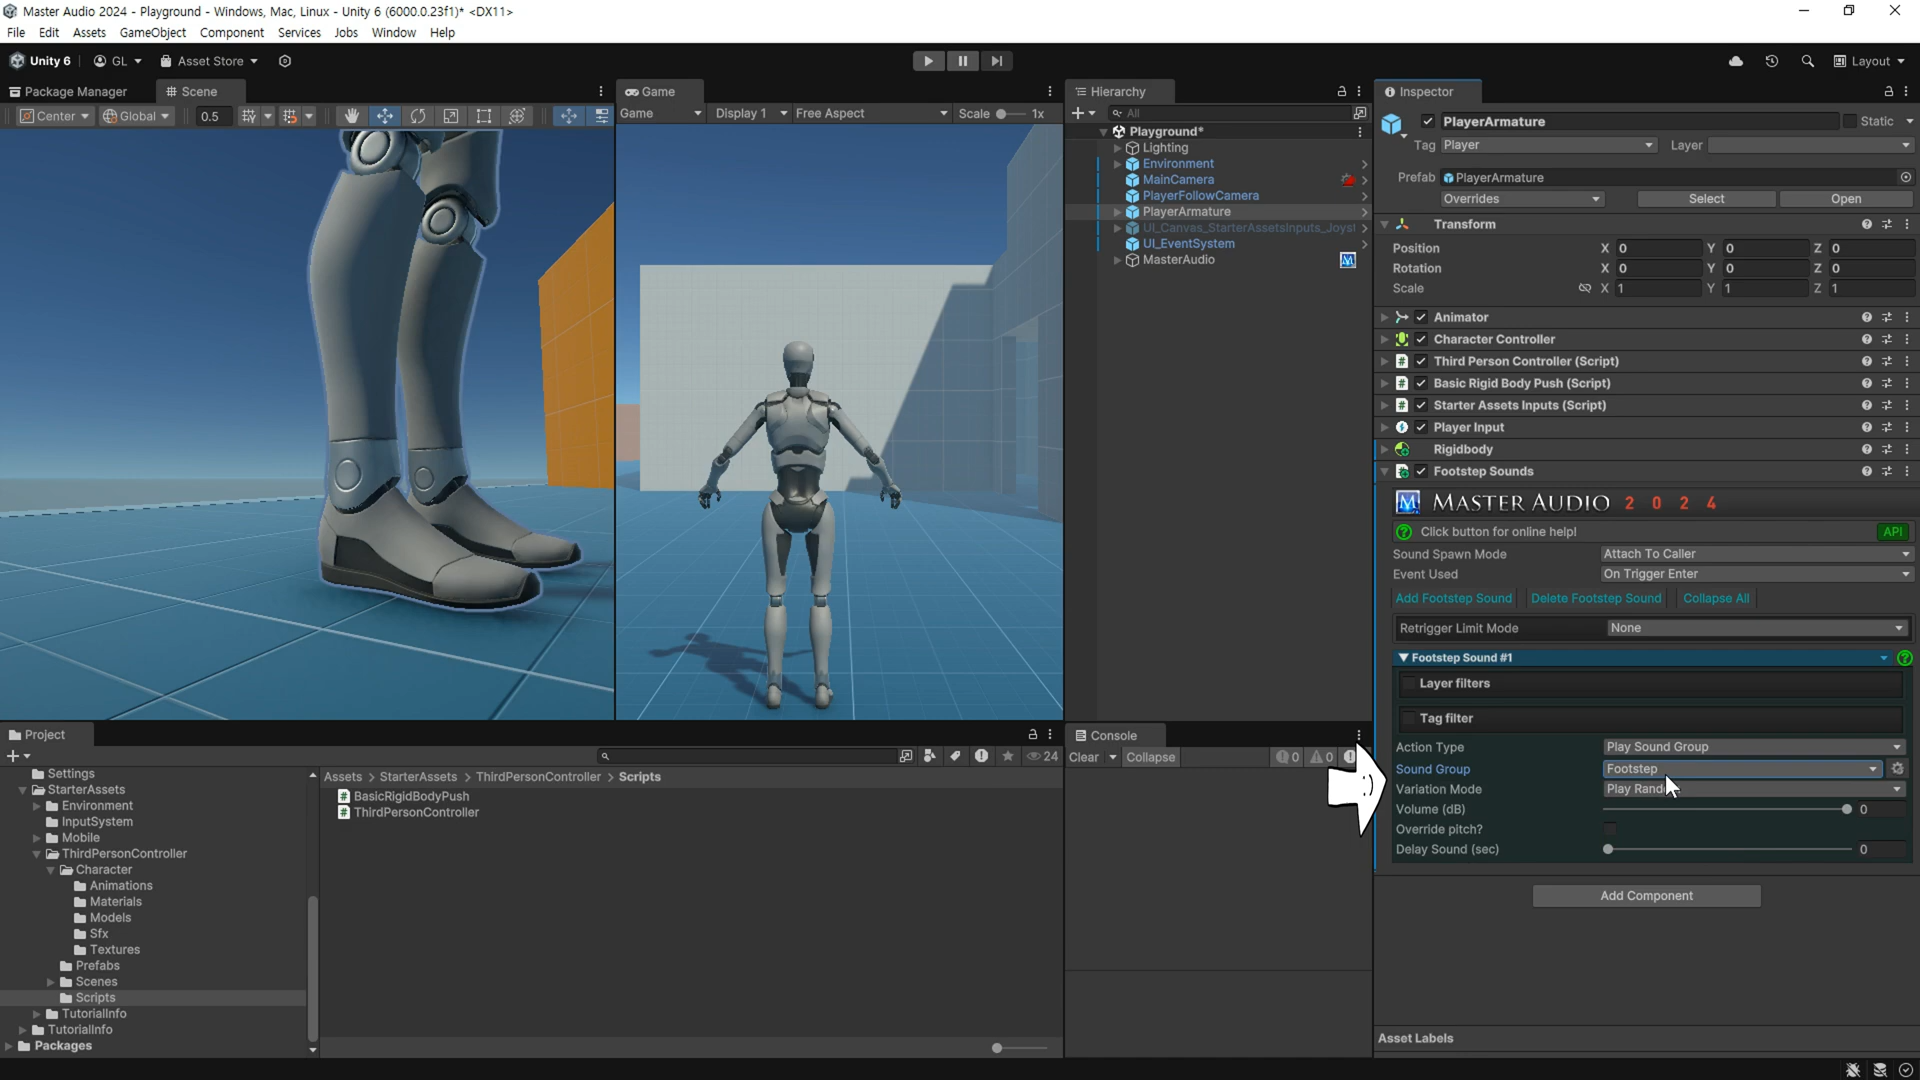 Master Audio 2024 - Playground - Windows, Mac, Linux - Unity 6 (6000.0.23f1)* <DX11>
File Edit Assets GameObject Component Services Jobs Window Help
Unity 6 GL Asset Store Layout
Package Manager Scene
Center Global 0.5
Game
Game Display 1 Free Aspect Scale 1x
Hierarchy
All
Playground*
Lighting
Environment
MainCamera
PlayerFollowCamera
PlayerArmature
UI_Canvas_StarterAssetsInputs_Joyst
UI_EventSystem
MasterAudio
Inspector
PlayerArmature Static
Tag Player Layer
Prefab PlayerArmature
Overrides Select Open
Transform
Position X 0 Y 0 Z 0
Rotation X 0 Y 0 Z 0
Scale X 1 Y 1 Z 1
Animator
Character Controller
Third Person Controller (Script)
Basic Rigid Body Push (Script)
Starter Assets Inputs (Script)
Player Input
Rigidbody
Footstep Sounds
MASTER AUDIO 2024
Click button for online help! API
Sound Spawn Mode Attach To Caller
Event Used On Trigger Enter
Add Footstep Sound Delete Footstep Sound Collapse All
Retrigger Limit Mode None
Footstep Sound #1
Layer filters
Tag filter
Action Type Play Sound Group
Sound Group Footstep
Variation Mode Play
Volume (dB) 0
Override pitch?
Delay Sound (sec) 0
Add Component
Asset Labels
Project
24
Settings
StarterAssets
Environment
InputSystem
Mobile
ThirdPersonController
Character
Animations
Materials
Models
Sfx
Textures
Prefabs
Scenes
Scripts
TutorialInfo
TutorialInfo
Packages
Assets > StarterAssets > ThirdPersonController > Scripts
BasicRigidBodyPush
ThirdPersonController
Console
Clear Collapse 0 0